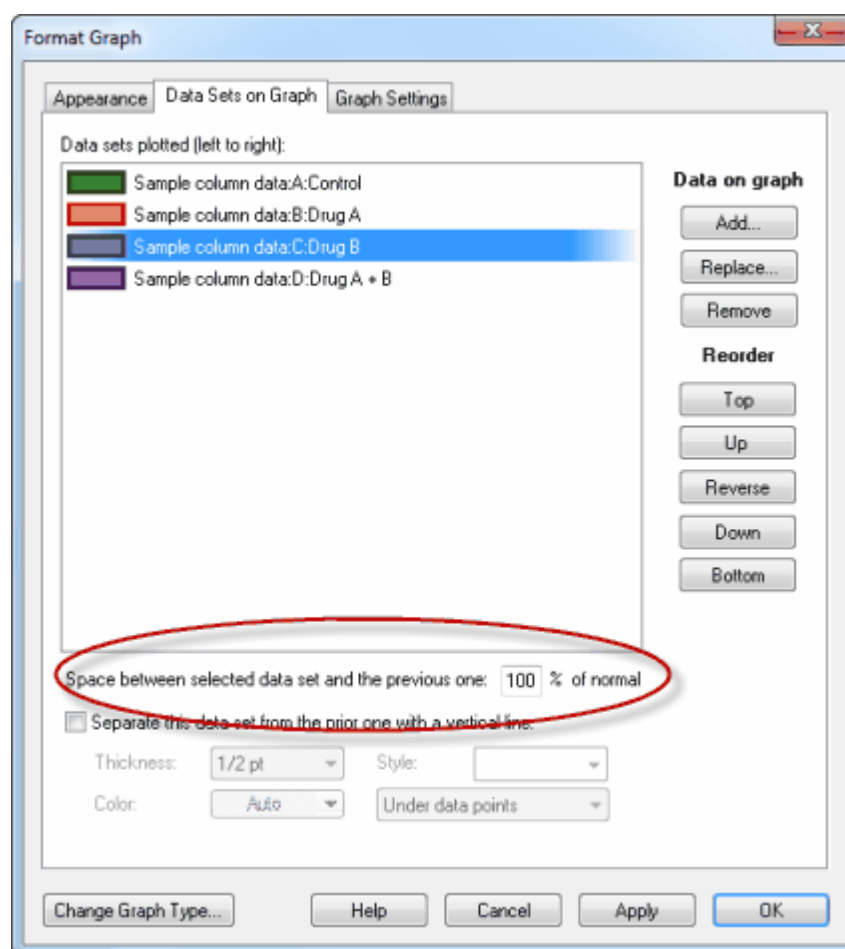 Format Graph
Appearance Data Sets on Graph Graph Settings
Data sets plotted (left to right):
Sample column data:A:Control
Sample column data:B:Drug A
Sample column data:C:Drug B
Sample column data:D:Drug A + B
Data on graph
Add...
Replace...
Remove
Reorder
Top
Up
Reverse
Down
Bottom
Space between selected data set and the previous one: 100 % of normal
Separate this data set from the prior one with a vertical line:
Thickness: 1/2 pt Style:
Color: Auto Under data points
Change Graph Type... Help Cancel Apply OK